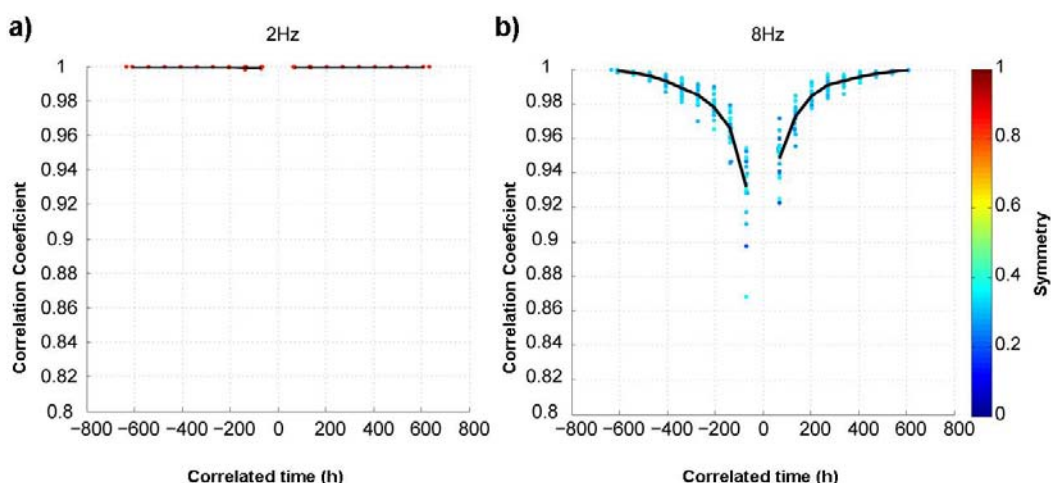 a)
2Hz
Correlation Coeeficient
1
0.98
0.96
0.94
0.92
0.9
0.88
0.86
0.84
0.82
0.8
−800 −600 −400 −200 0 200 400 600 800
Correlated time (h)
b)
8Hz
Correlation Coeeficient
1
0.98
0.96
0.94
0.92
0.9
0.88
0.86
0.84
0.82
0.8
−800 −600 −400 −200 0 200 400 600 800
Correlated time (h)
1
0.8
0.6
0.4
0.2
0
Symmetry